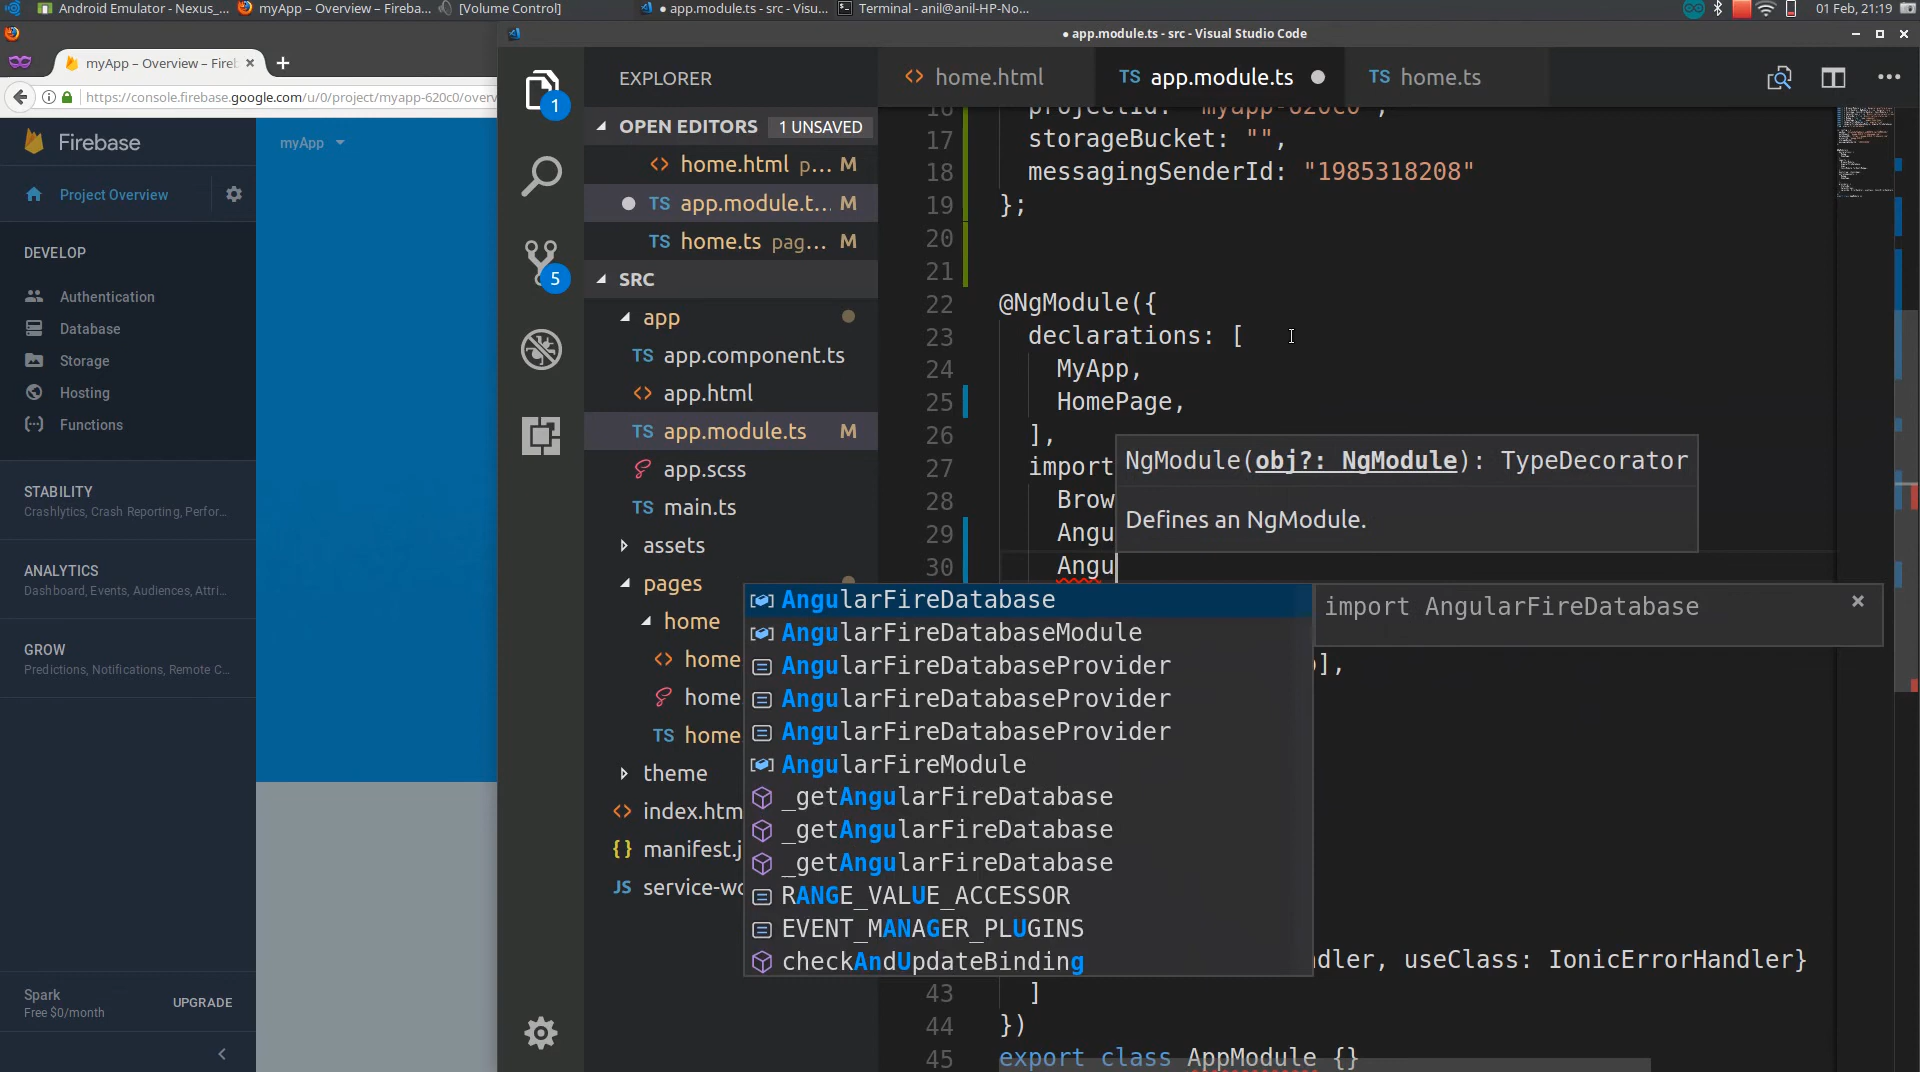 Android Emulator - Nexus_...
myApp – Overview – Fireba...
[Volume Control]
● app.module.ts - src - Visu...
Terminal - anil@anil-HP-No...
01 Feb, 21:19
● app.module.ts - src - Visual Studio Code
myApp – Overview – Fireb
https://console.firebase.google.com/u/0/project/myapp-620c0/overv
Firebase
myApp
Project Overview
DEVELOP
Authentication
Database
Storage
Hosting
Functions
STABILITY
Crashlytics, Crash Reporting, Perfor...
ANALYTICS
Dashboard, Events, Audiences, Attri...
GROW
Predictions, Notifications, Remote C...
Spark
Free $0/month
UPGRADE
1
5
EXPLORER
OPEN EDITORS 1 UNSAVED
home.html p... M
TS app.module.t... M
TS home.ts pag... M
SRC
app
TS app.component.ts
app.html
TS app.module.ts M
app.scss
TS main.ts
assets
pages
home
home
home
TS home
theme
index.htm
manifest.j
JS service-wo
home.html
TS app.module.ts
TS home.ts
16 projectId: "myapp-620c0",
17 storageBucket: "",
18 messagingSenderId: "1985318208"
19 };
20
21
22 @NgModule({
23 declarations: [
24 MyApp,
25 HomePage,
26 ],
27 import
28 Brow
29 Angu
30 Angu
NgModule(obj?: NgModule): TypeDecorator
Defines an NgModule.
AngularFireDatabase
AngularFireDatabaseModule
AngularFireDatabaseProvider
AngularFireDatabaseProvider
AngularFireDatabaseProvider
AngularFireModule
_getAngularFireDatabase
_getAngularFireDatabase
_getAngularFireDatabase
RANGE_VALUE_ACCESSOR
EVENT_MANAGER_PLUGINS
checkAndUpdateBinding
import AngularFireDatabase
],
dler, useClass: IonicErrorHandler}
43 ]
44 })
45 export class AppModule {}